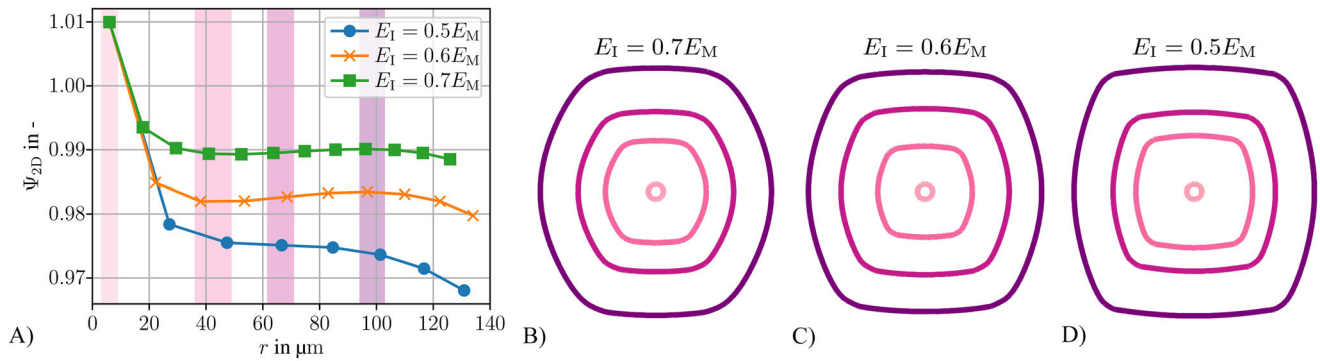 1.01
1.00
0.99
0.98
0.97
Ψ2D in -
0 20 40 60 80 100 120 140
r in µm
EI = 0.5EM
EI = 0.6EM
EI = 0.7EM
A)
EI = 0.7EM
B)
EI = 0.6EM
C)
EI = 0.5EM
D)